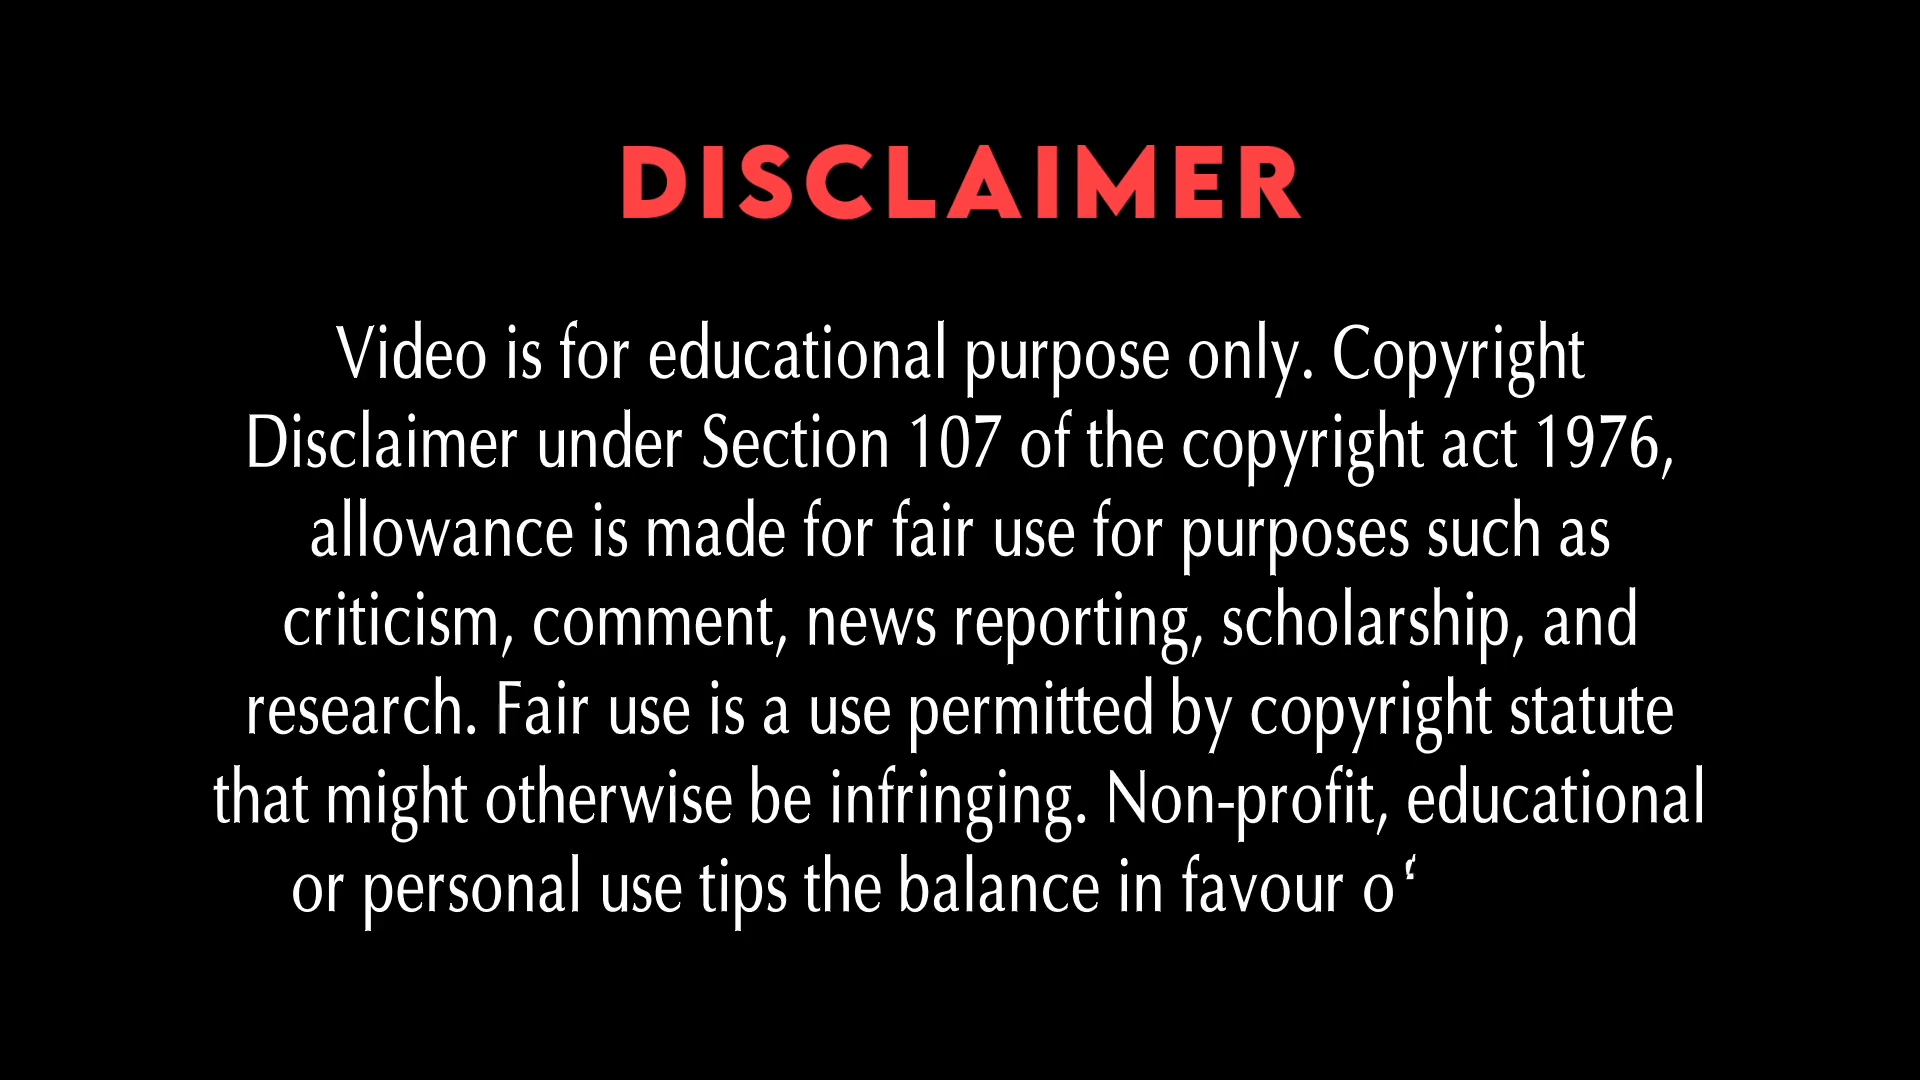 DISCLAIMER
Video is for educational purpose only. Copyright
Disclaimer under Section 107 of the copyright act 1976,
allowance is made for fair use for purposes such as
criticism, comment, news reporting, scholarship, and
research. Fair use is a use permitted by copyright statute
that might otherwise be infringing. Non-profit, educational
or personal use tips the balance in favour